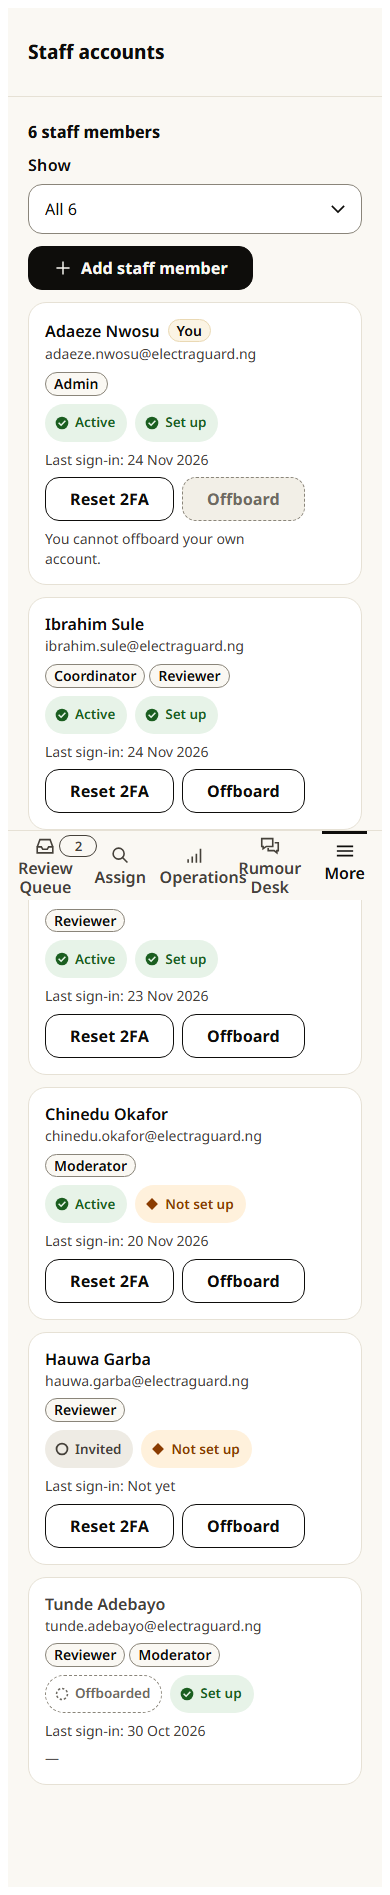 Staff accounts
6 staff members
Show
All 6
Add staff member
Adaeze Nwosu You
adaeze.nwosu@electraguard.ng
Admin
Active Set up
Last sign-in: 24 Nov 2026
Reset 2FA Offboard
You cannot offboard your own
account.
Ibrahim Sule
ibrahim.sule@electraguard.ng
Coordinator Reviewer
Active Set up
Last sign-in: 24 Nov 2026
Reset 2FA Offboard
Review Queue 2
Assign
Operations
Rumour Desk
More
Reviewer
Active Set up
Last sign-in: 23 Nov 2026
Reset 2FA Offboard
Chinedu Okafor
chinedu.okafor@electraguard.ng
Moderator
Active Not set up
Last sign-in: 20 Nov 2026
Reset 2FA Offboard
Hauwa Garba
hauwa.garba@electraguard.ng
Reviewer
Invited Not set up
Last sign-in: Not yet
Reset 2FA Offboard
Tunde Adebayo
tunde.adebayo@electraguard.ng
Reviewer Moderator
Offboarded Set up
Last sign-in: 30 Oct 2026
—